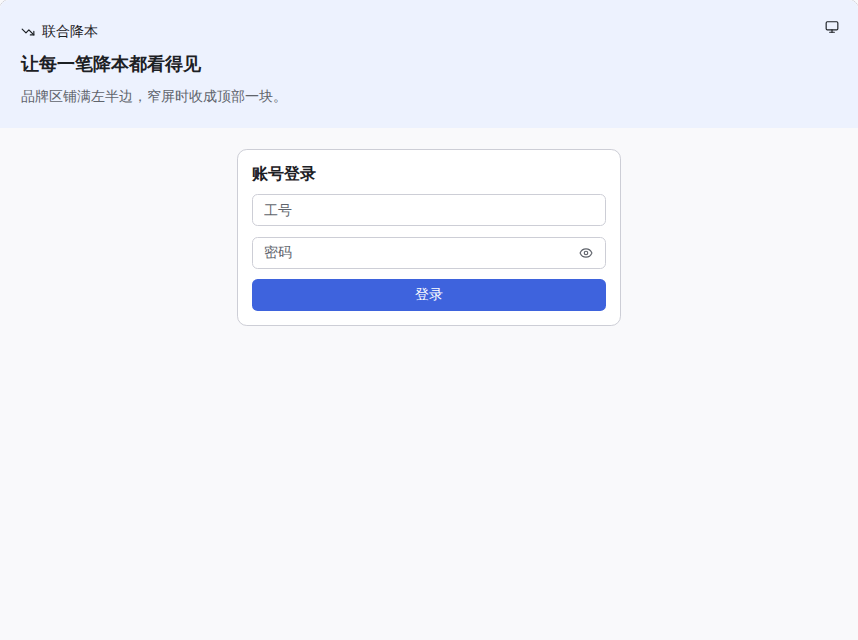 联合降本
让每一笔降本都看得见
品牌区铺满左半边，窄屏时收成顶部一块。
账号登录
工号
密码
登录